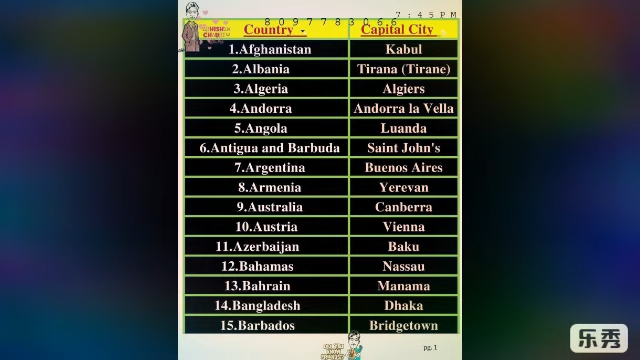 7:45PM
8097783066
Country
Capital City
1.Afghanistan Kabul
2.Albania Tirana (Tirane)
3.Algeria Algiers
4.Andorra Andorra la Vella
5.Angola Luanda
6.Antigua and Barbuda Saint John's
7.Argentina Buenos Aires
8.Armenia Yerevan
9.Australia Canberra
10.Austria Vienna
11.Azerbaijan Baku
12.Bahamas Nassau
13.Bahrain Manama
14.Bangladesh Dhaka
15.Barbados Bridgetown
pg.1
乐秀